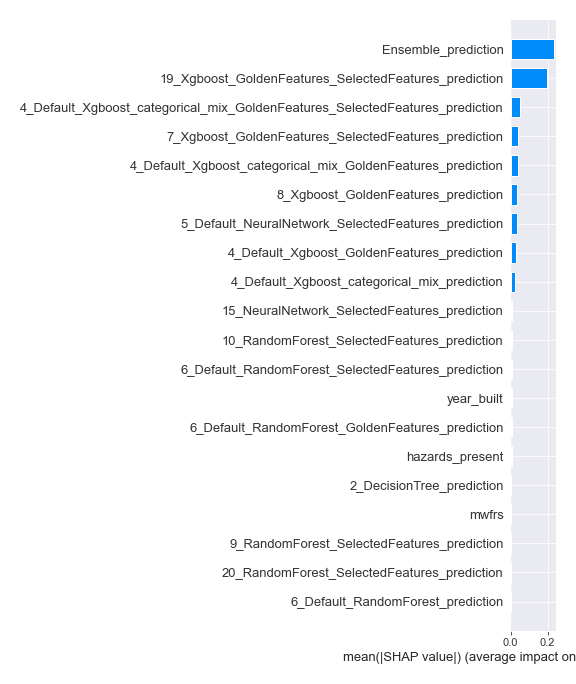 Ensemble_prediction
19_Xgboost_GoldenFeatures_SelectedFeatures_prediction
4_Default_Xgboost_categorical_mix_GoldenFeatures_SelectedFeatures_prediction
7_Xgboost_GoldenFeatures_SelectedFeatures_prediction
4_Default_Xgboost_categorical_mix_GoldenFeatures_prediction
8_Xgboost_GoldenFeatures_prediction
5_Default_NeuralNetwork_SelectedFeatures_prediction
4_Default_Xgboost_GoldenFeatures_prediction
4_Default_Xgboost_categorical_mix_prediction
15_NeuralNetwork_SelectedFeatures_prediction
10_RandomForest_SelectedFeatures_prediction
6_Default_RandomForest_SelectedFeatures_prediction
year_built
6_Default_RandomForest_GoldenFeatures_prediction
hazards_present
2_DecisionTree_prediction
mwfrs
9_RandomForest_SelectedFeatures_prediction
20_RandomForest_SelectedFeatures_prediction
6_Default_RandomForest_prediction
0.0 0.2
mean(|SHAP value|) (average impact on